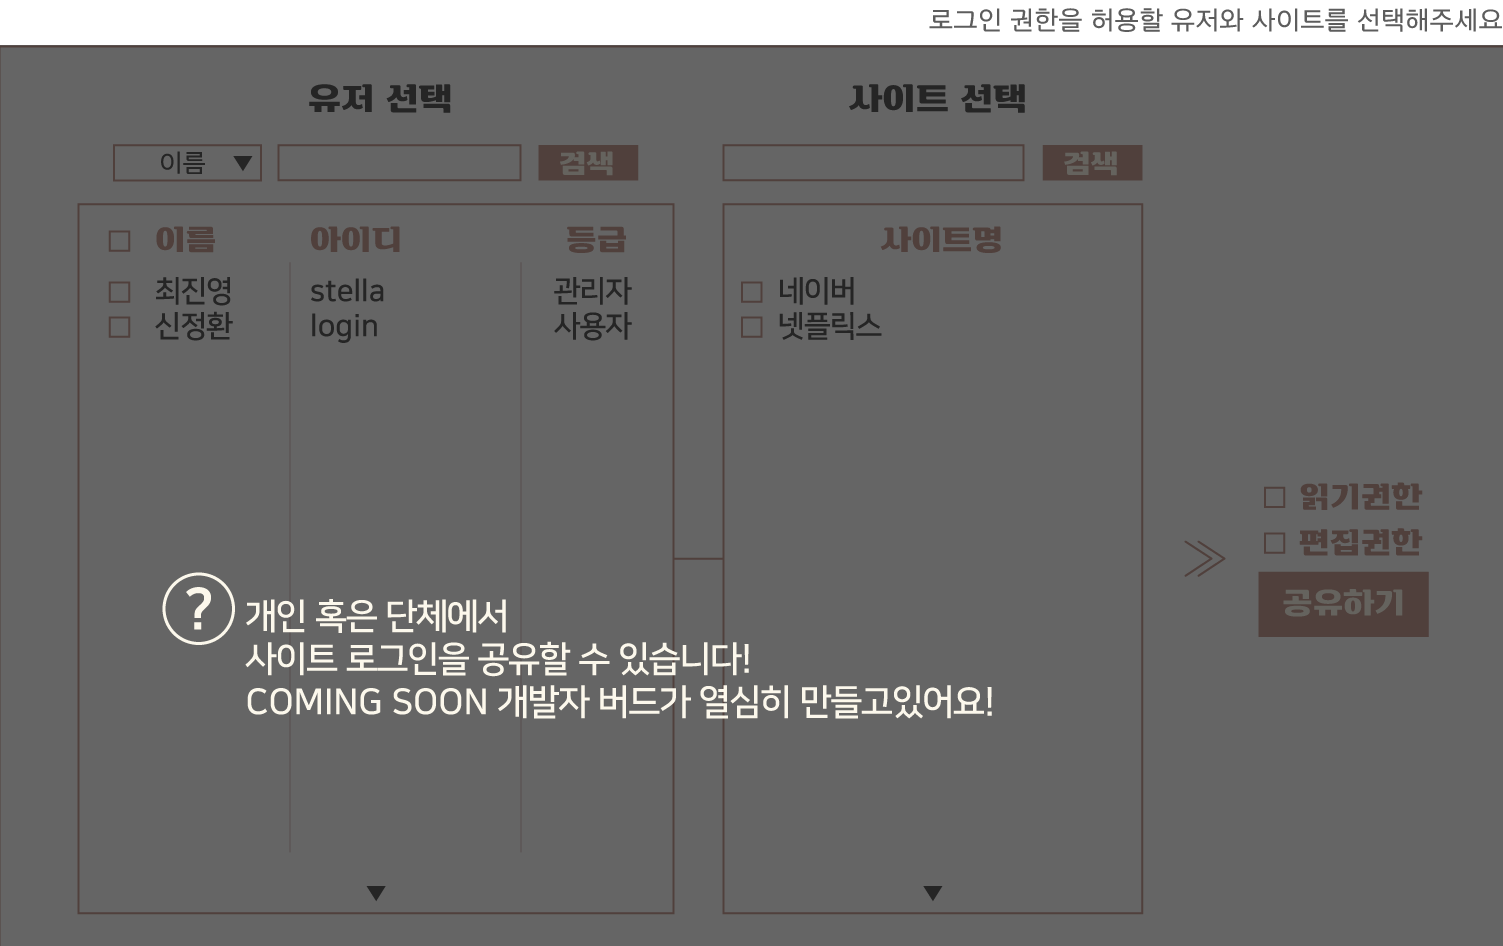 로그인 권한을 허용할 유저와 사이트를 선택해주세요
유저 선택
이름 ▼
검색
이름 아이디 등급
최진영 stella 관리자
신정환 login 사용자
사이트 선택
검색
사이트명
네이버
넷플릭스
읽기권한
편집권한
공유하기
? 개인 혹은 단체에서
사이트 로그인을 공유할 수 있습니다!
COMING SOON 개발자 버드가 열심히 만들고있어요!